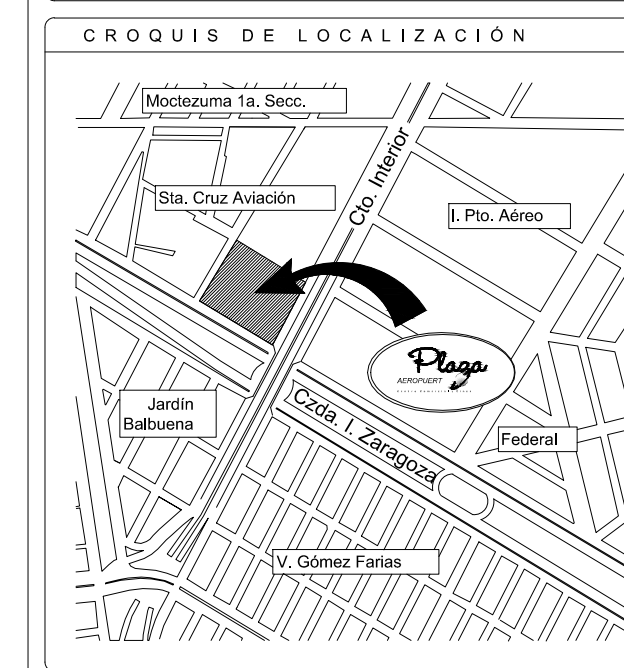 CROQUIS DE LOCALIZACIÓN
Moctezuma 1a. Secc.
Cto. Interior
Sta. Cruz Aviación
I. Pto. Aéreo
Plaza
AEROPUERT
Jardín
Balbuena
Czda. I. Zaragoza
Federal
V. Gómez Farias